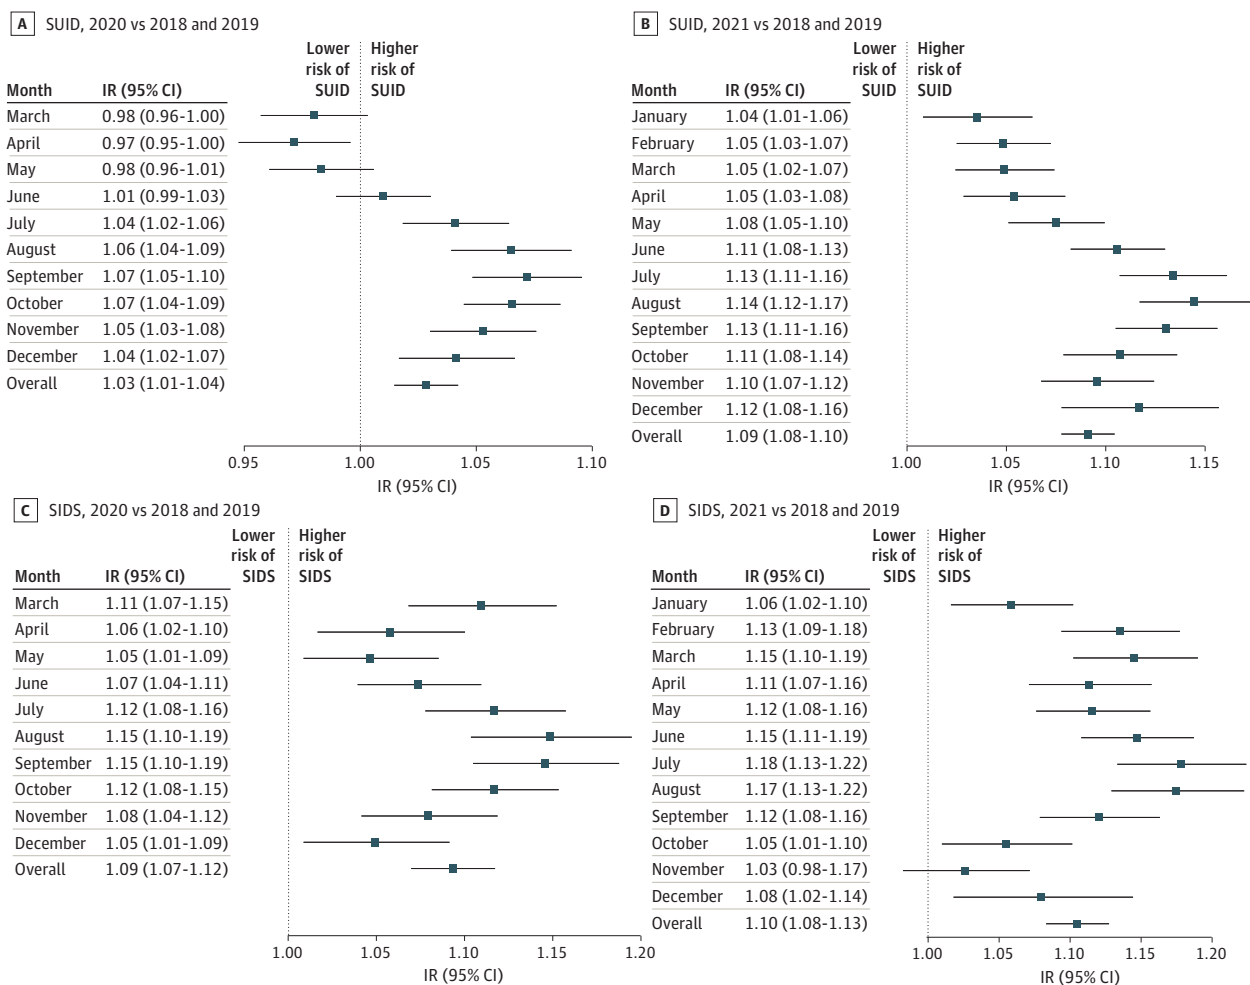 A SUID, 2020 vs 2018 and 2019
Lower risk of SUID
Higher risk of SUID
Month IR (95% CI)
March 0.98 (0.96-1.00)
April 0.97 (0.95-1.00)
May 0.98 (0.96-1.01)
June 1.01 (0.99-1.03)
July 1.04 (1.02-1.06)
August 1.06 (1.04-1.09)
September 1.07 (1.05-1.10)
October 1.07 (1.04-1.09)
November 1.05 (1.03-1.08)
December 1.04 (1.02-1.07)
Overall 1.03 (1.01-1.04)
0.95 1.00 1.05 1.10
IR (95% CI)
B SUID, 2021 vs 2018 and 2019
Lower risk of SUID
Higher risk of SUID
Month IR (95% CI)
January 1.04 (1.01-1.06)
February 1.05 (1.03-1.07)
March 1.05 (1.02-1.07)
April 1.05 (1.03-1.08)
May 1.08 (1.05-1.10)
June 1.11 (1.08-1.13)
July 1.13 (1.11-1.16)
August 1.14 (1.12-1.17)
September 1.13 (1.11-1.16)
October 1.11 (1.08-1.14)
November 1.10 (1.07-1.12)
December 1.12 (1.08-1.16)
Overall 1.09 (1.08-1.10)
1.00 1.05 1.10 1.15
IR (95% CI)
C SIDS, 2020 vs 2018 and 2019
Lower risk of SIDS
Higher risk of SIDS
Month IR (95% CI)
March 1.11 (1.07-1.15)
April 1.06 (1.02-1.10)
May 1.05 (1.01-1.09)
June 1.07 (1.04-1.11)
July 1.12 (1.08-1.16)
August 1.15 (1.10-1.19)
September 1.15 (1.10-1.19)
October 1.12 (1.08-1.15)
November 1.08 (1.04-1.12)
December 1.05 (1.01-1.09)
Overall 1.09 (1.07-1.12)
1.00 1.05 1.10 1.15 1.20
IR (95% CI)
D SIDS, 2021 vs 2018 and 2019
Lower risk of SIDS
Higher risk of SIDS
Month IR (95% CI)
January 1.06 (1.02-1.10)
February 1.13 (1.09-1.18)
March 1.15 (1.10-1.19)
April 1.11 (1.07-1.16)
May 1.12 (1.08-1.16)
June 1.15 (1.11-1.19)
July 1.18 (1.13-1.22)
August 1.17 (1.13-1.22)
September 1.12 (1.08-1.16)
October 1.05 (1.01-1.10)
November 1.03 (0.98-1.17)
December 1.08 (1.02-1.14)
Overall 1.10 (1.08-1.13)
1.00 1.05 1.10 1.15 1.20
IR (95% CI)